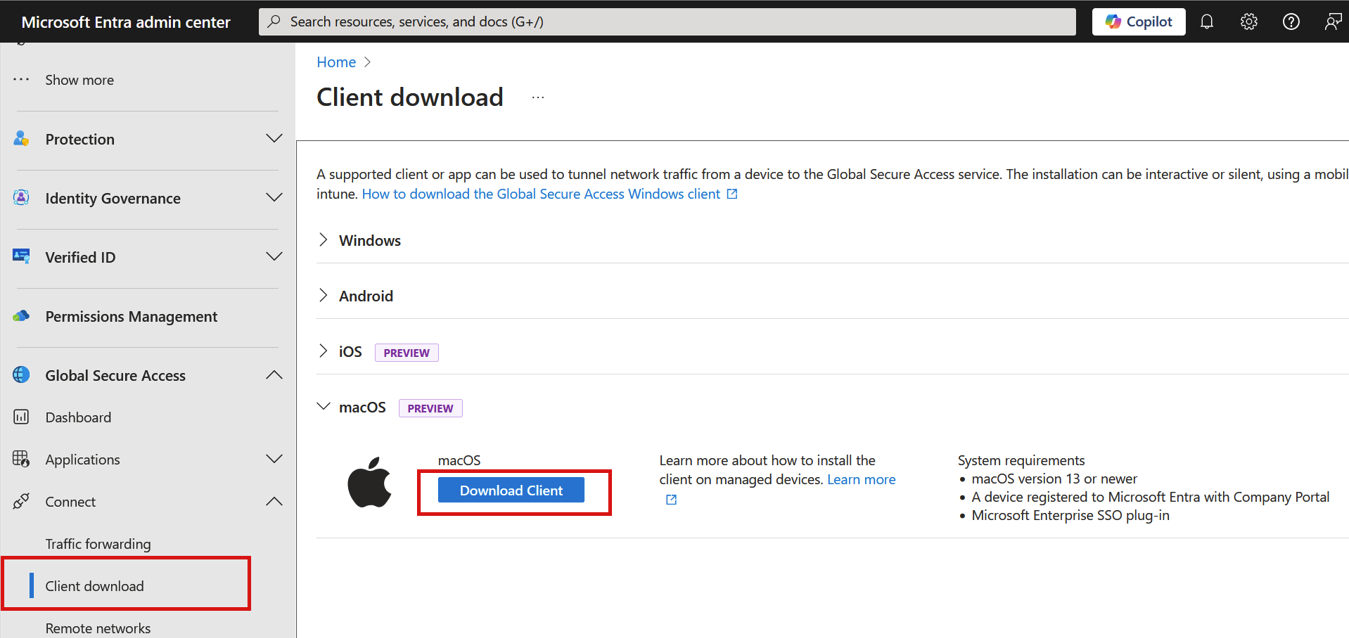 Microsoft Entra admin center
Search resources, services, and docs (G+/)
Copilot
Show more
Protection
Identity Governance
Verified ID
Permissions Management
Global Secure Access
Dashboard
Applications
Connect
Traffic forwarding
Client download
Remote networks
Home
Client download
A supported client or app can be used to tunnel network traffic from a device to the Global Secure Access service. The installation can be interactive or silent, using a mobil
intune. How to download the Global Secure Access Windows client
Windows
Android
iOS PREVIEW
macOS PREVIEW
macOS
Download Client
Learn more about how to install the
client on managed devices. Learn more
System requirements
• macOS version 13 or newer
• A device registered to Microsoft Entra with Company Portal
• Microsoft Enterprise SSO plug-in